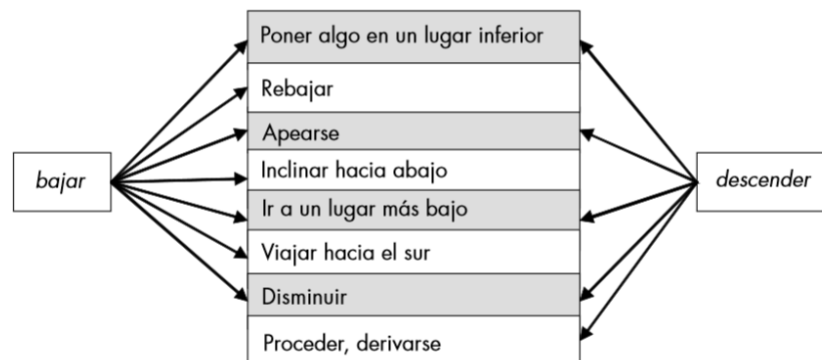 Poner algo en un lugar inferior
Rebajar
Apearse
Inclinar hacia abajo
bajar
descender
Ir a un lugar más bajo
Viajar hacia el sur
Disminuir
Proceder, derivarse